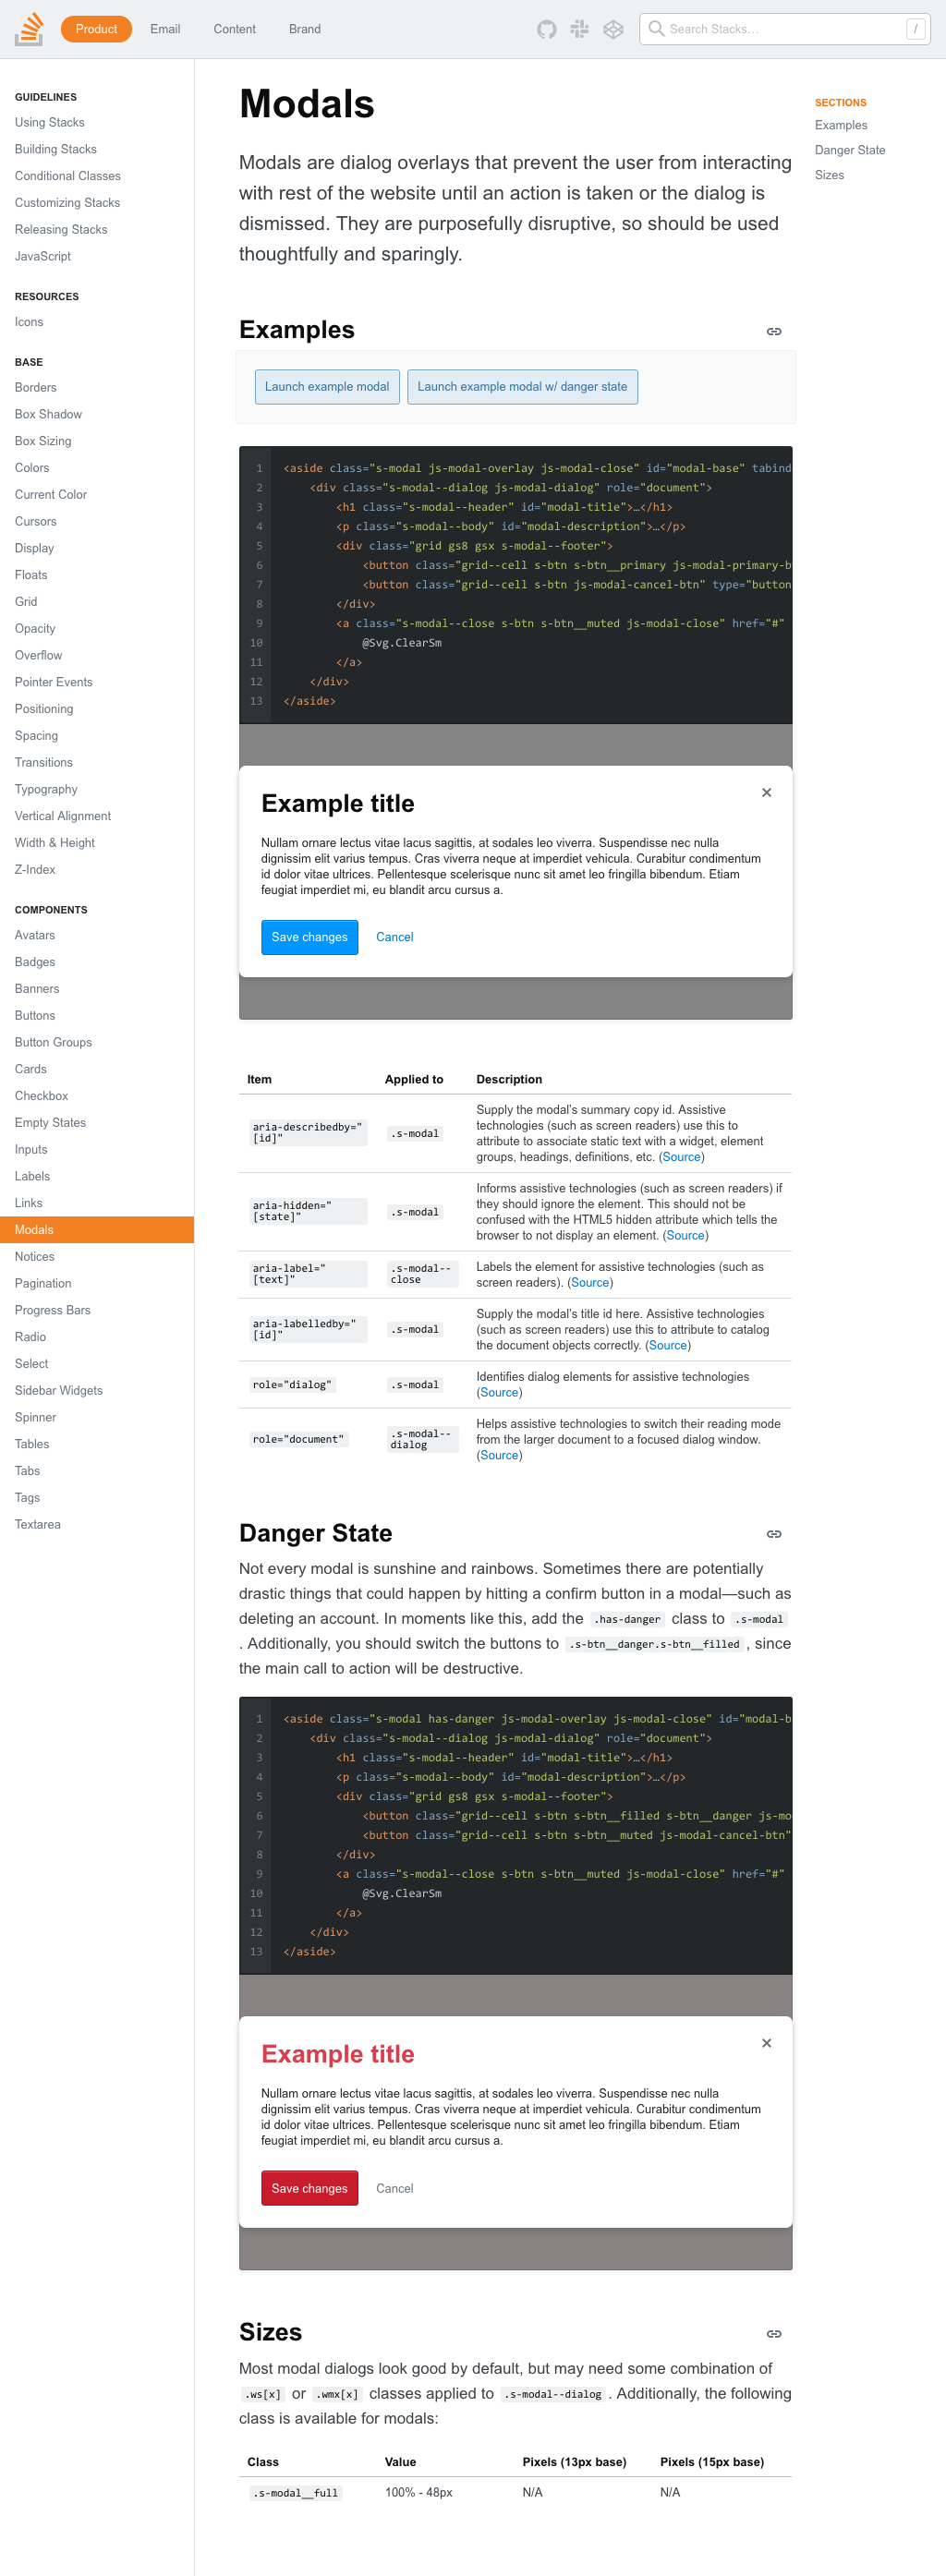 Product
Email
Content
Brand
Search Stacks…
/
GUIDELINES
Using Stacks
Building Stacks
Conditional Classes
Customizing Stacks
Releasing Stacks
JavaScript
RESOURCES
Icons
BASE
Borders
Box Shadow
Box Sizing
Colors
Current Color
Cursors
Display
Floats
Grid
Opacity
Overflow
Pointer Events
Positioning
Spacing
Transitions
Typography
Vertical Alignment
Width & Height
Z-Index
COMPONENTS
Avatars
Badges
Banners
Buttons
Button Groups
Cards
Checkbox
Empty States
Inputs
Labels
Links
Modals
Notices
Pagination
Progress Bars
Radio
Select
Sidebar Widgets
Spinner
Tables
Tabs
Tags
Textarea
Modals
Modals are dialog overlays that prevent the user from interacting
with rest of the website until an action is taken or the dialog is
dismissed. They are purposefully disruptive, so should be used
thoughtfully and sparingly.
SECTIONS
Examples
Danger State
Sizes
Examples
Launch example modal
Launch example modal w/ danger state
1 <aside class="s-modal js-modal-overlay js-modal-close" id="modal-base" tabind
2 <div class="s-modal--dialog js-modal-dialog" role="document">
3 <h1 class="s-modal--header" id="modal-title">…</h1>
4 <p class="s-modal--body" id="modal-description">…</p>
5 <div class="grid gs8 gsx s-modal--footer">
6 <button class="grid--cell s-btn s-btn__primary js-modal-primary-b
7 <button class="grid--cell s-btn js-modal-cancel-btn" type="button
8 </div>
9 <a class="s-modal--close s-btn s-btn__muted js-modal-close" href="#"
10 @Svg.ClearSm
11 </a>
12 </div>
13 </aside>
Example title
Nullam ornare lectus vitae lacus sagittis, at sodales leo viverra. Suspendisse nec nulla
dignissim elit varius tempus. Cras viverra neque at imperdiet vehicula. Curabitur condimentum
id dolor vitae ultrices. Pellentesque scelerisque nunc sit amet leo fringilla bibendum. Etiam
feugiat imperdiet mi, eu blandit arcu cursus a.
Save changes
Cancel
Item Applied to Description
aria-describedby="
[id]"
.s-modal
Supply the modal’s summary copy id. Assistive
technologies (such as screen readers) use this to
attribute to associate static text with a widget, element
groups, headings, definitions, etc. (Source)
aria-hidden="
[state]"
.s-modal
Informs assistive technologies (such as screen readers) if
they should ignore the element. This should not be
confused with the HTML5 hidden attribute which tells the
browser to not display an element. (Source)
aria-label="
[text]"
.s-modal--
close
Labels the element for assistive technologies (such as
screen readers). (Source)
aria-labelledby="
[id]"
.s-modal
Supply the modal’s title id here. Assistive technologies
(such as screen readers) use this to attribute to catalog
the document objects correctly. (Source)
role="dialog"
.s-modal
Identifies dialog elements for assistive technologies
(Source)
role="document"
.s-modal--
dialog
Helps assistive technologies to switch their reading mode
from the larger document to a focused dialog window.
(Source)
Danger State
Not every modal is sunshine and rainbows. Sometimes there are potentially
drastic things that could happen by hitting a confirm button in a modal—such as
deleting an account. In moments like this, add the .has-danger class to .s-modal
. Additionally, you should switch the buttons to .s-btn__danger.s-btn__filled, since
the main call to action will be destructive.
1 <aside class="s-modal has-danger js-modal-overlay js-modal-close" id="modal-b
2 <div class="s-modal--dialog js-modal-dialog" role="document">
3 <h1 class="s-modal--header" id="modal-title">…</h1>
4 <p class="s-modal--body" id="modal-description">…</p>
5 <div class="grid gs8 gsx s-modal--footer">
6 <button class="grid--cell s-btn s-btn__filled s-btn__danger js-mo
7 <button class="grid--cell s-btn s-btn__muted js-modal-cancel-btn"
8 </div>
9 <a class="s-modal--close s-btn s-btn__muted js-modal-close" href="#"
10 @Svg.ClearSm
11 </a>
12 </div>
13 </aside>
Example title
Nullam ornare lectus vitae lacus sagittis, at sodales leo viverra. Suspendisse nec nulla
dignissim elit varius tempus. Cras viverra neque at imperdiet vehicula. Curabitur condimentum
id dolor vitae ultrices. Pellentesque scelerisque nunc sit amet leo fringilla bibendum. Etiam
feugiat imperdiet mi, eu blandit arcu cursus a.
Save changes
Cancel
Sizes
Most modal dialogs look good by default, but may need some combination of
.ws[x] or .wmx[x] classes applied to .s-modal--dialog. Additionally, the following
class is available for modals:
Class Value Pixels (13px base) Pixels (15px base)
.s-modal__full 100% - 48px N/A N/A